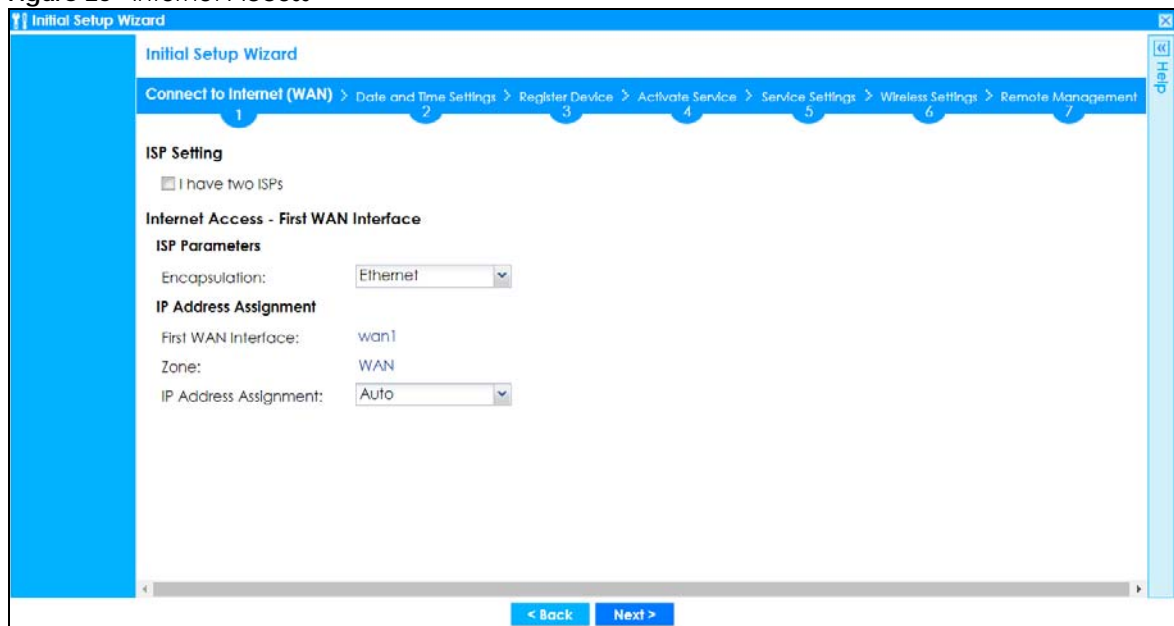 Initial Setup Wizard
Help
Initial Setup Wizard
Connect to Internet (WAN) > Date and Time Settings > Register Device > Activate Service > Service Settings > Wireless Settings > Remote Management
1 2 3 4 5 6 7
ISP Setting
I have two ISPs
Internet Access - First WAN Interface
ISP Parameters
Encapsulation: Ethernet
IP Address Assignment
First WAN Interface: wan1
Zone: WAN
IP Address Assignment: Auto
< Back Next >